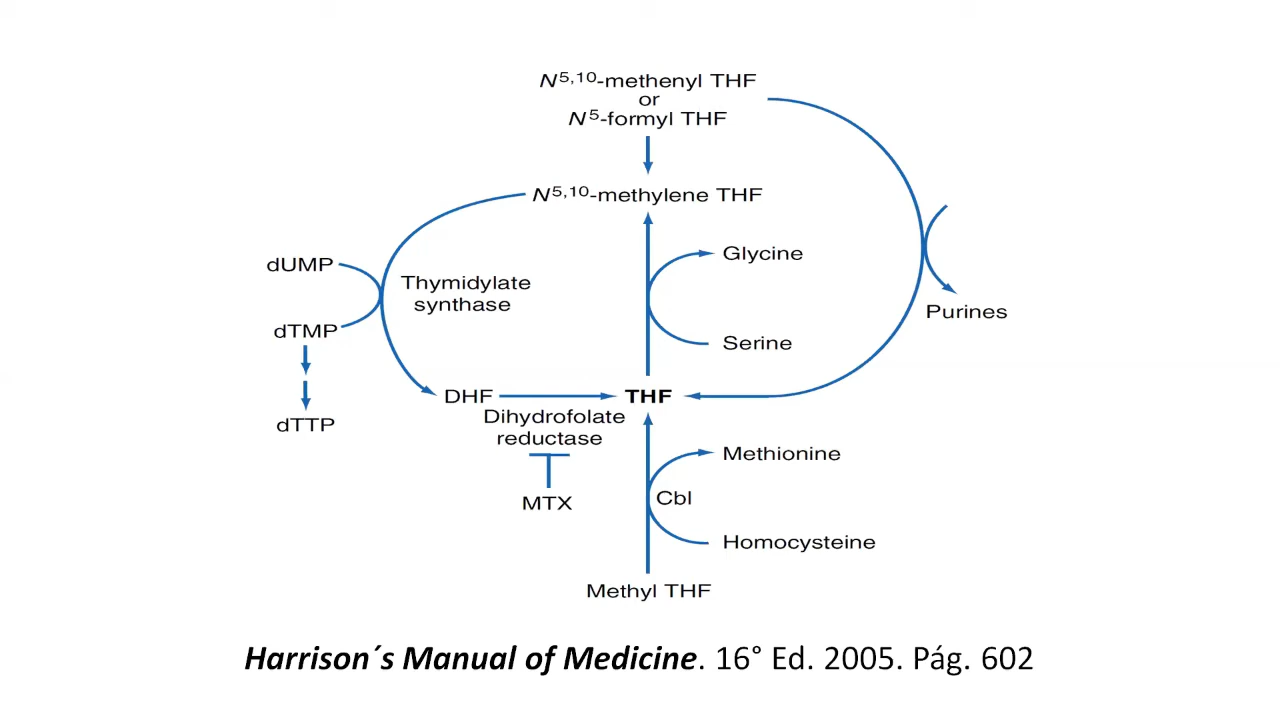 N5,10-methenyl THF
or
N5-formyl THF
N5,10-methylene THF
Glycine
dUMP
Thymidylate
synthase
Purines
dTMP
Serine
DHF
THF
Dihydrofolate
reductase
dTTP
Methionine
MTX
Cbl
Homocysteine
Methyl THF
Harrison´s Manual of Medicine. 16° Ed. 2005. Pág. 602